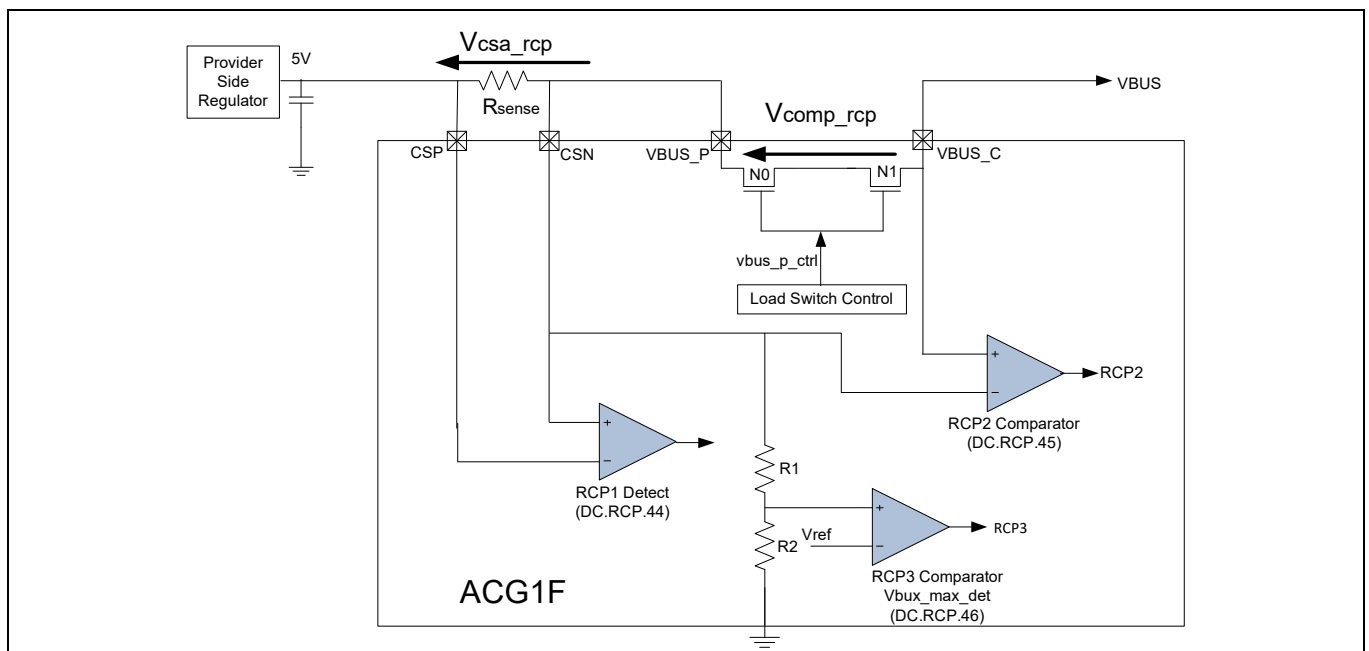 Provider
Side
Regulator
5V
Vcsa_rcp
Rsense
VBUS
Vcomp_rcp
CSP
CSN
VBUS_P
VBUS_C
N0
N1
vbus_p_ctrl
Load Switch Control
+
−
RCP2
RCP2 Comparator
(DC.RCP.45)
+
−
RCP1 Detect
(DC.RCP.44)
R1
R2
Vref
+
−
RCP3
RCP3 Comparator
Vbux_max_det
(DC.RCP.46)
ACG1F